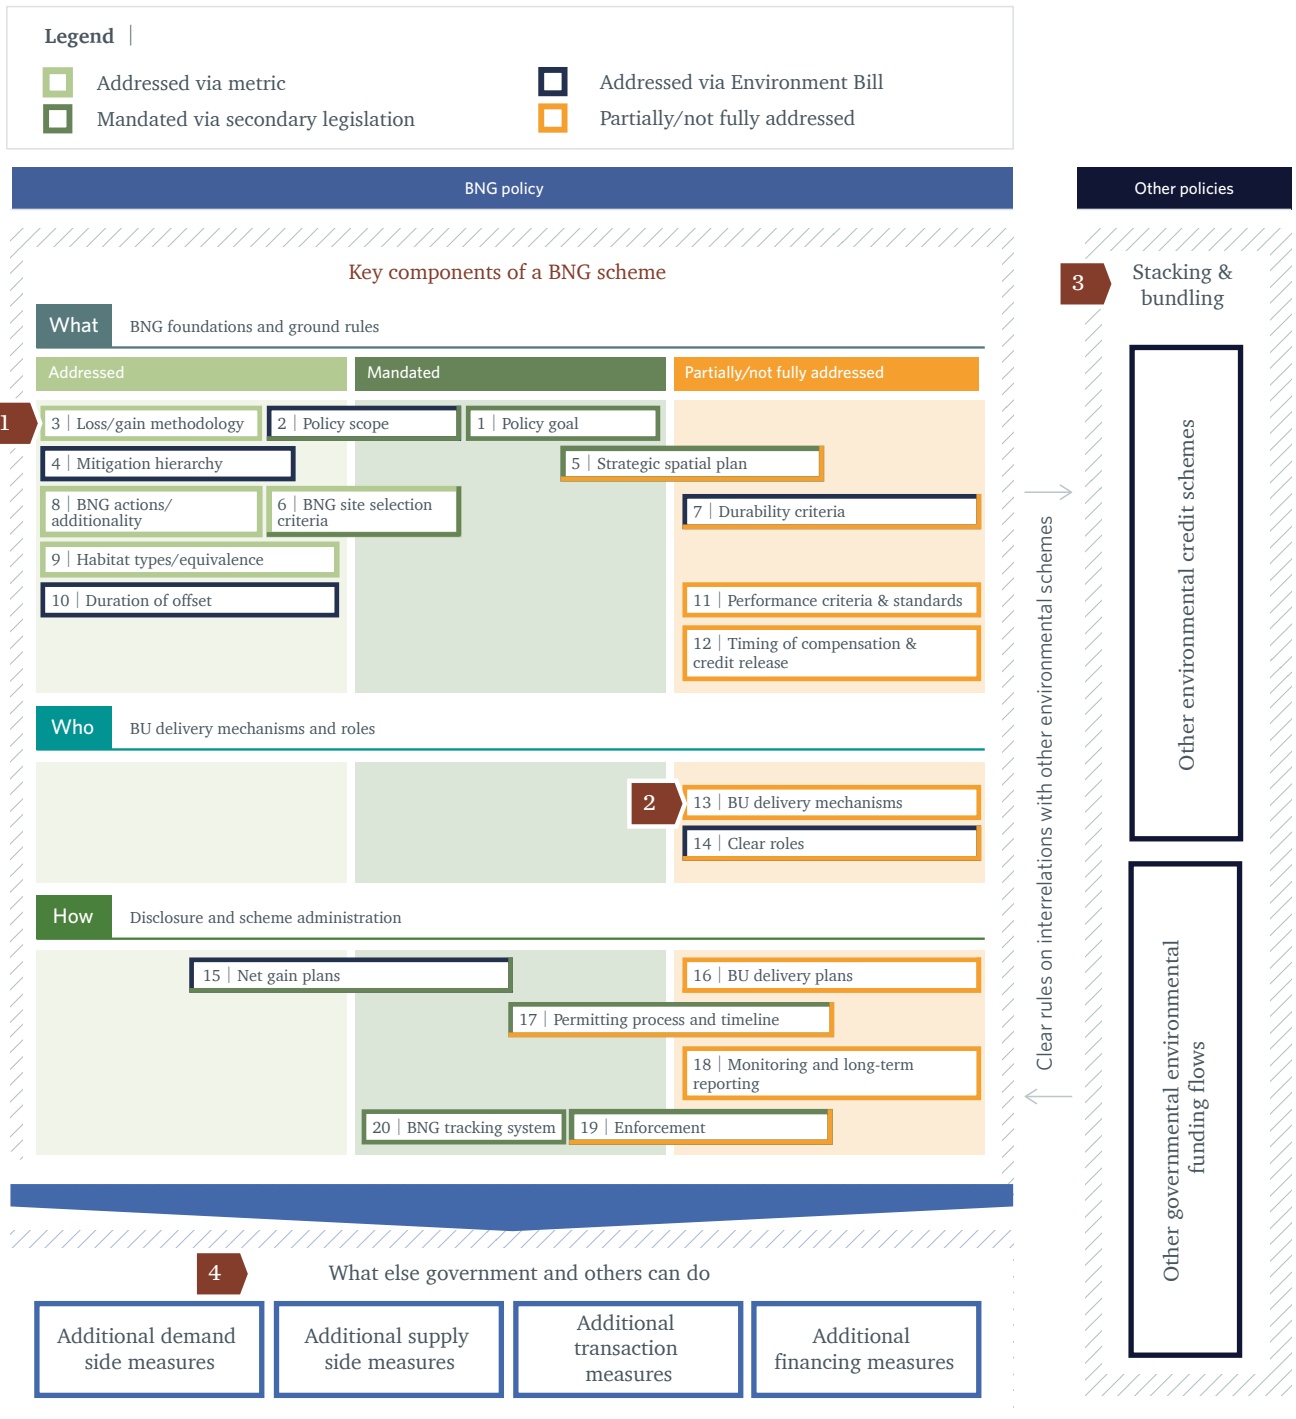 Legend |
Addressed via metric
Addressed via Environment Bill
Mandated via secondary legislation
Partially/not fully addressed
BNG policy
Other policies
Key components of a BNG scheme
3
Stacking &
bundling
What
BNG foundations and ground rules
Addressed
Mandated
Partially/not fully addressed
1
3 | Loss/gain methodology
2 | Policy scope
1 | Policy goal
4 | Mitigation hierarchy
5 | Strategic spatial plan
8 | BNG actions/
additionality
6 | BNG site selection
criteria
7 | Durability criteria
9 | Habitat types/equivalence
10 | Duration of offset
11 | Performance criteria & standards
12 | Timing of compensation &
credit release
Who
BU delivery mechanisms and roles
2
13 | BU delivery mechanisms
14 | Clear roles
How
Disclosure and scheme administration
15 | Net gain plans
16 | BU delivery plans
17 | Permitting process and timeline
18 | Monitoring and long-term
reporting
20 | BNG tracking system
19 | Enforcement
Clear rules on interrelations with other environmental schemes
Other environmental credit schemes
Other governmental environmental
funding flows
4
What else government and others can do
Additional demand
side measures
Additional supply
side measures
Additional
transaction
measures
Additional
financing measures